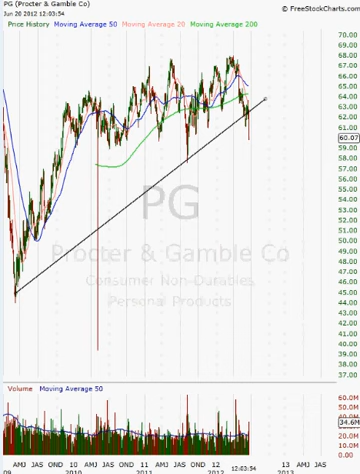 PG (Procter & Gamble Co)
© FreeStockCharts.com
Jun 20 2012 12:03:54
Price History Moving Average 50 Moving Average 20 Moving Average 200
70.00
69.00
68.00
67.00
66.00
65.00
64.00
63.00
62.00
61.00
60.07
59.00
58.00
57.00
56.00
55.00
54.00
53.00
52.00
51.00
50.00
49.00
48.00
47.00
46.00
45.00
44.00
43.00
42.00
41.00
40.00
39.00
38.00
37.00
PG
Procter & Gamble Co
Consumer Non-Durables
Personal Products
Volume Moving Average 50
60.0M
50.0M
34.6M
20.0M
10.0M
0.00
AMJ JAS OND AMJ JAS OND AMJ JAS OND AMJ 12:03:54 13 AMJ JAS
09 2010 2011 2012 2013